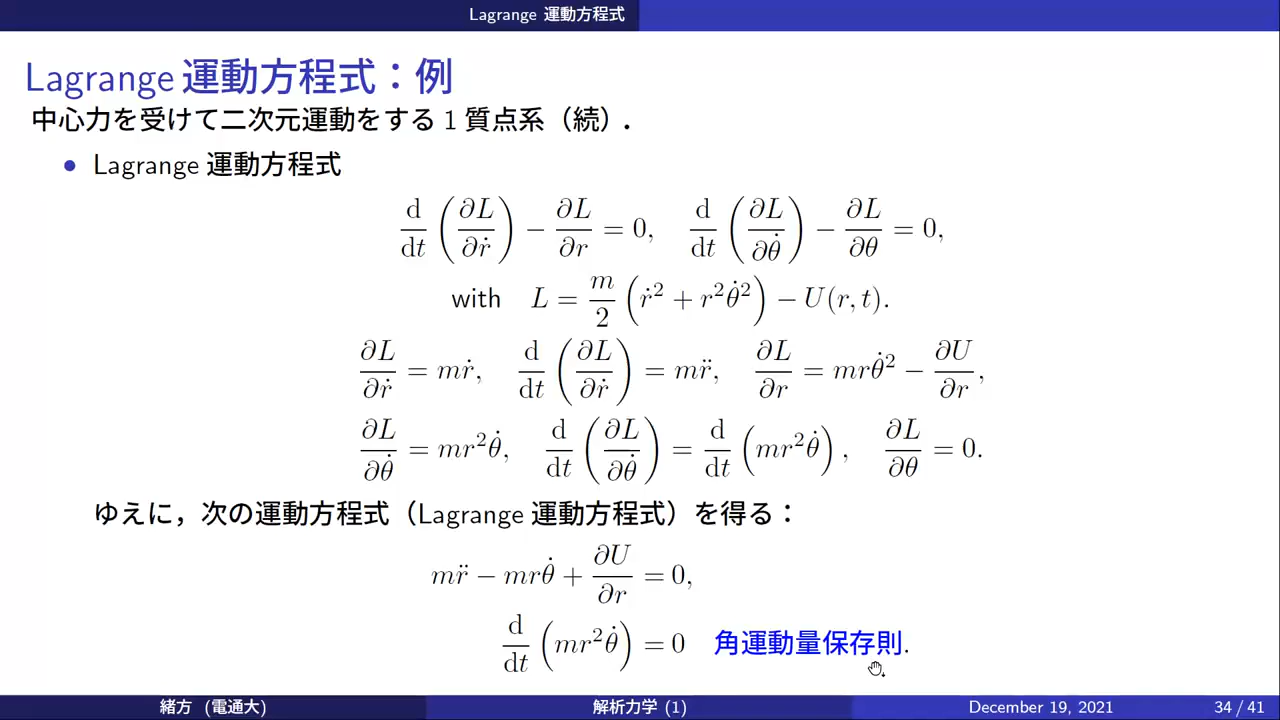 Lagrange 運動方程式
Lagrange 運動方程式：例
中心力を受けて二次元運動をする 1 質点系（続）．
• Lagrange 運動方程式
d/dt (∂L/∂ṙ) − ∂L/∂r = 0, d/dt (∂L/∂θ̇) − ∂L/∂θ = 0,
with L = m/2 (ṙ² + r²θ̇²) − U(r, t).
∂L/∂ṙ = mṙ, d/dt (∂L/∂ṙ) = mr̈, ∂L/∂r = mrθ̇² − ∂U/∂r,
∂L/∂θ̇ = mr²θ̇, d/dt (∂L/∂θ̇) = d/dt (mr²θ̇), ∂L/∂θ = 0.
ゆえに，次の運動方程式（Lagrange 運動方程式）を得る：
mr̈ − mrθ̇ + ∂U/∂r = 0,
d/dt (mr²θ̇) = 0 角運動量保存則.
緒方 (電通大) 解析力学 (1) December 19, 2021 34 / 41